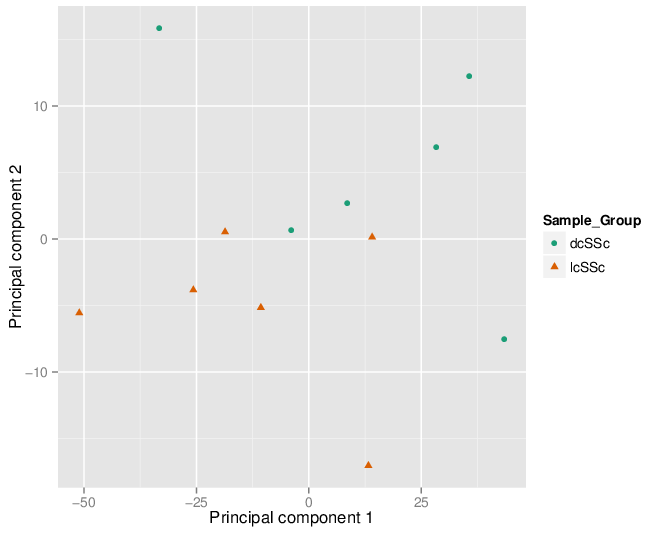 Principal component 2
10
0
−10
−50
−25
0
25
Principal component 1
Sample_Group
dcSSc
lcSSc